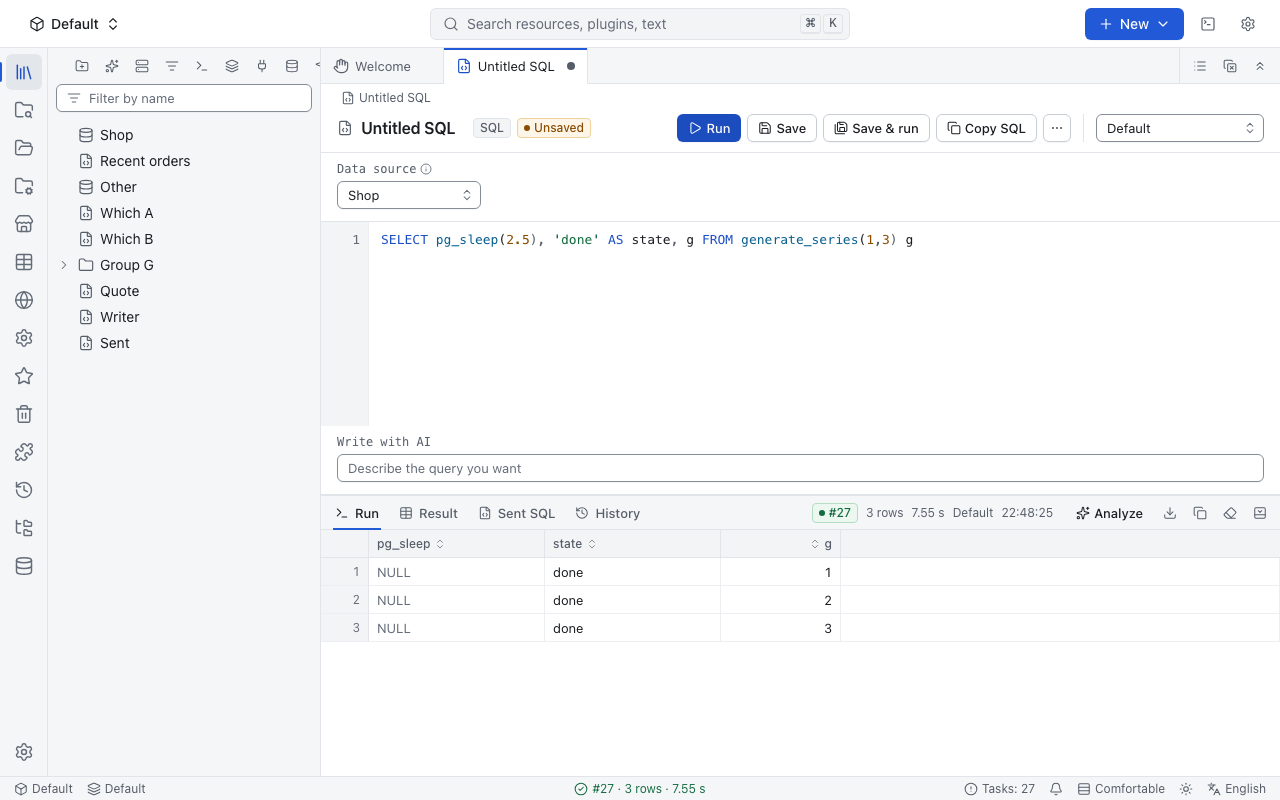 Default
Search resources, plugins, text
⌘ K
New
Welcome
Untitled SQL
Filter by name
Shop
Recent orders
Other
Which A
Which B
Group G
Quote
Writer
Sent
Untitled SQL
Untitled SQL SQL Unsaved
Run Save Save & run Copy SQL ··· Default
Data source
Shop
1 SELECT pg_sleep(2.5), 'done' AS state, g FROM generate_series(1,3) g
Write with AI
Describe the query you want
Run Result Sent SQL History
#27 3 rows 7.55 s Default 22:48:25 Analyze
pg_sleep state g
1 NULL done 1
2 NULL done 2
3 NULL done 3
Default Default #27 · 3 rows · 7.55 s Tasks: 27 Comfortable English